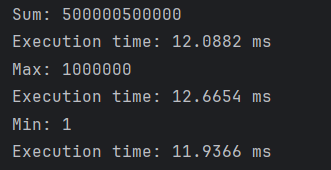 Sum: 500000500000
Execution time: 12.0882 ms
Max: 1000000
Execution time: 12.6654 ms
Min: 1
Execution time: 11.9366 ms